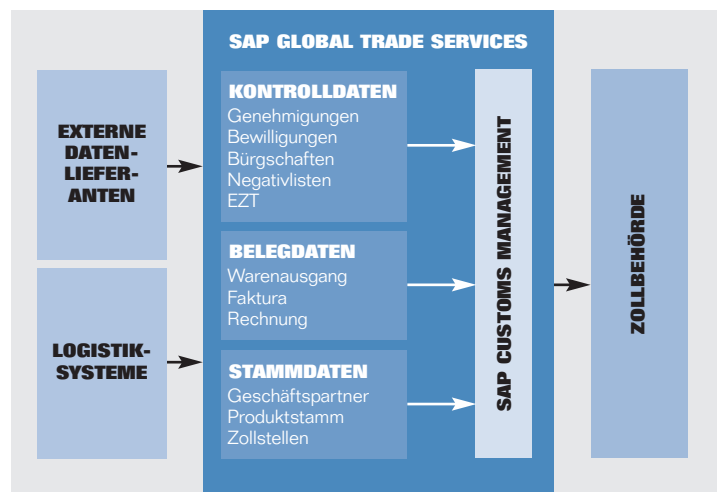 SAP GLOBAL TRADE SERVICES
EXTERNE
DATEN-
LIEFER-
ANTEN
LOGISTIK-
SYSTEME
KONTROLLDATEN
Genehmigungen
Bewilligungen
Bürgschaften
Negativlisten
EZT
BELEGDATEN
Warenausgang
Faktura
Rechnung
STAMMDATEN
Geschäftspartner
Produktstamm
Zollstellen
SAP CUSTOMS MANAGEMENT
ZOLLBEHÖRDE